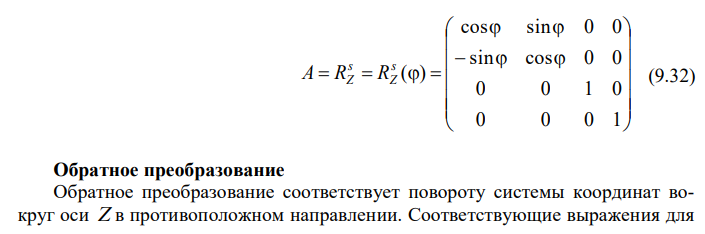 cosφ sinφ 0 0
−sinφ cosφ 0 0
A = R_Z^s = R_Z^s(φ) = (9.32)
0 0 1 0
0 0 0 1
Обратное преобразование
Обратное преобразование соответствует повороту системы координат во-
круг оси Z в противоположном направлении. Соответствующие выражения для